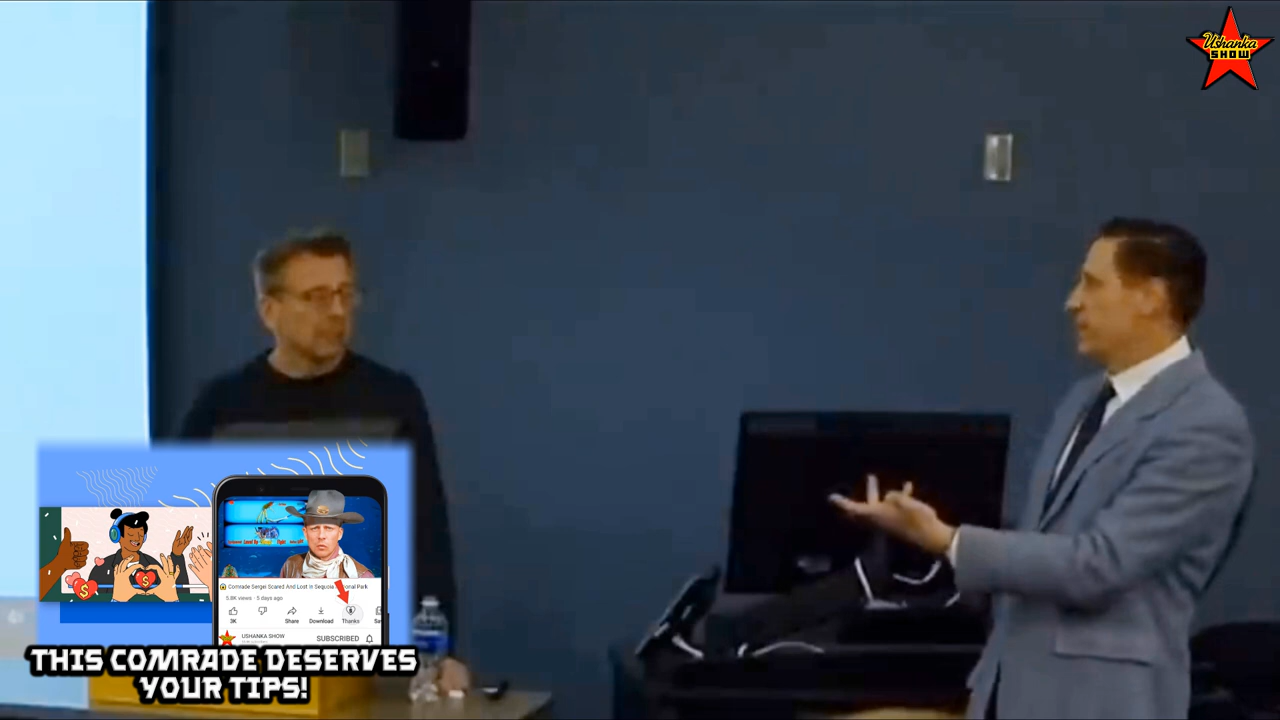 Ushanka
SHOW
Comrade Sergei Scared And Lost In Sequoia
Park
5.8K views · 5 days ago
3K
Share
Download
Thanks
USHANKA SHOW
SUBSCRIBED
THIS COMRADE DESERVES
YOUR TIPS!